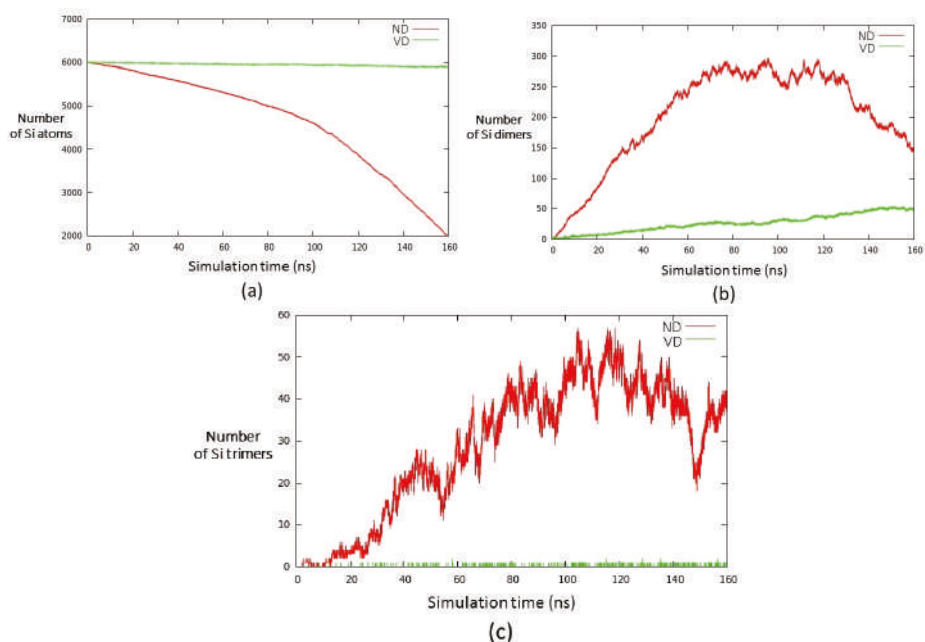 7000
6000
5000
4000
3000
2000
Number
of Si atoms
ND
VD
0 20 40 60 80 100 120 140 160
Simulation time (ns)
(a)
350
300
250
200
150
100
50
0
Number
of Si dimers
ND
VD
0 20 40 60 80 100 120 140 160
Simulation time (ns)
(b)
60
50
40
30
20
10
0
Number
of Si trimers
ND
VD
0 20 40 60 80 100 120 140 160
Simulation time (ns)
(c)